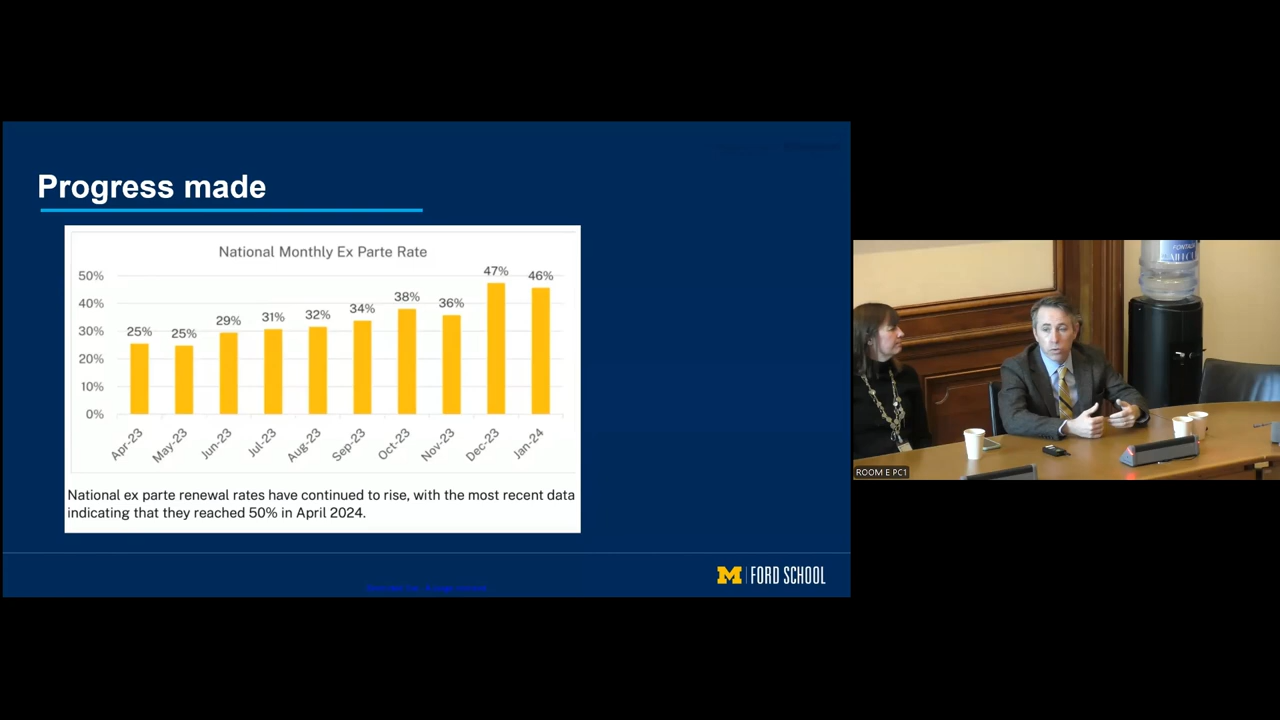 Progress made
National Monthly Ex Parte Rate
50%
40%
30%
20%
10%
0%
25%
25%
29%
31%
32%
34%
38%
36%
47%
46%
Apr-23
May-23
Jun-23
Jul-23
Aug-23
Sep-23
Oct-23
Nov-23
Dec-23
Jan-24
National ex parte renewal rates have continued to rise, with the most recent data
indicating that they reached 50% in April 2024.
M FORD SCHOOL
ROOM E PC1